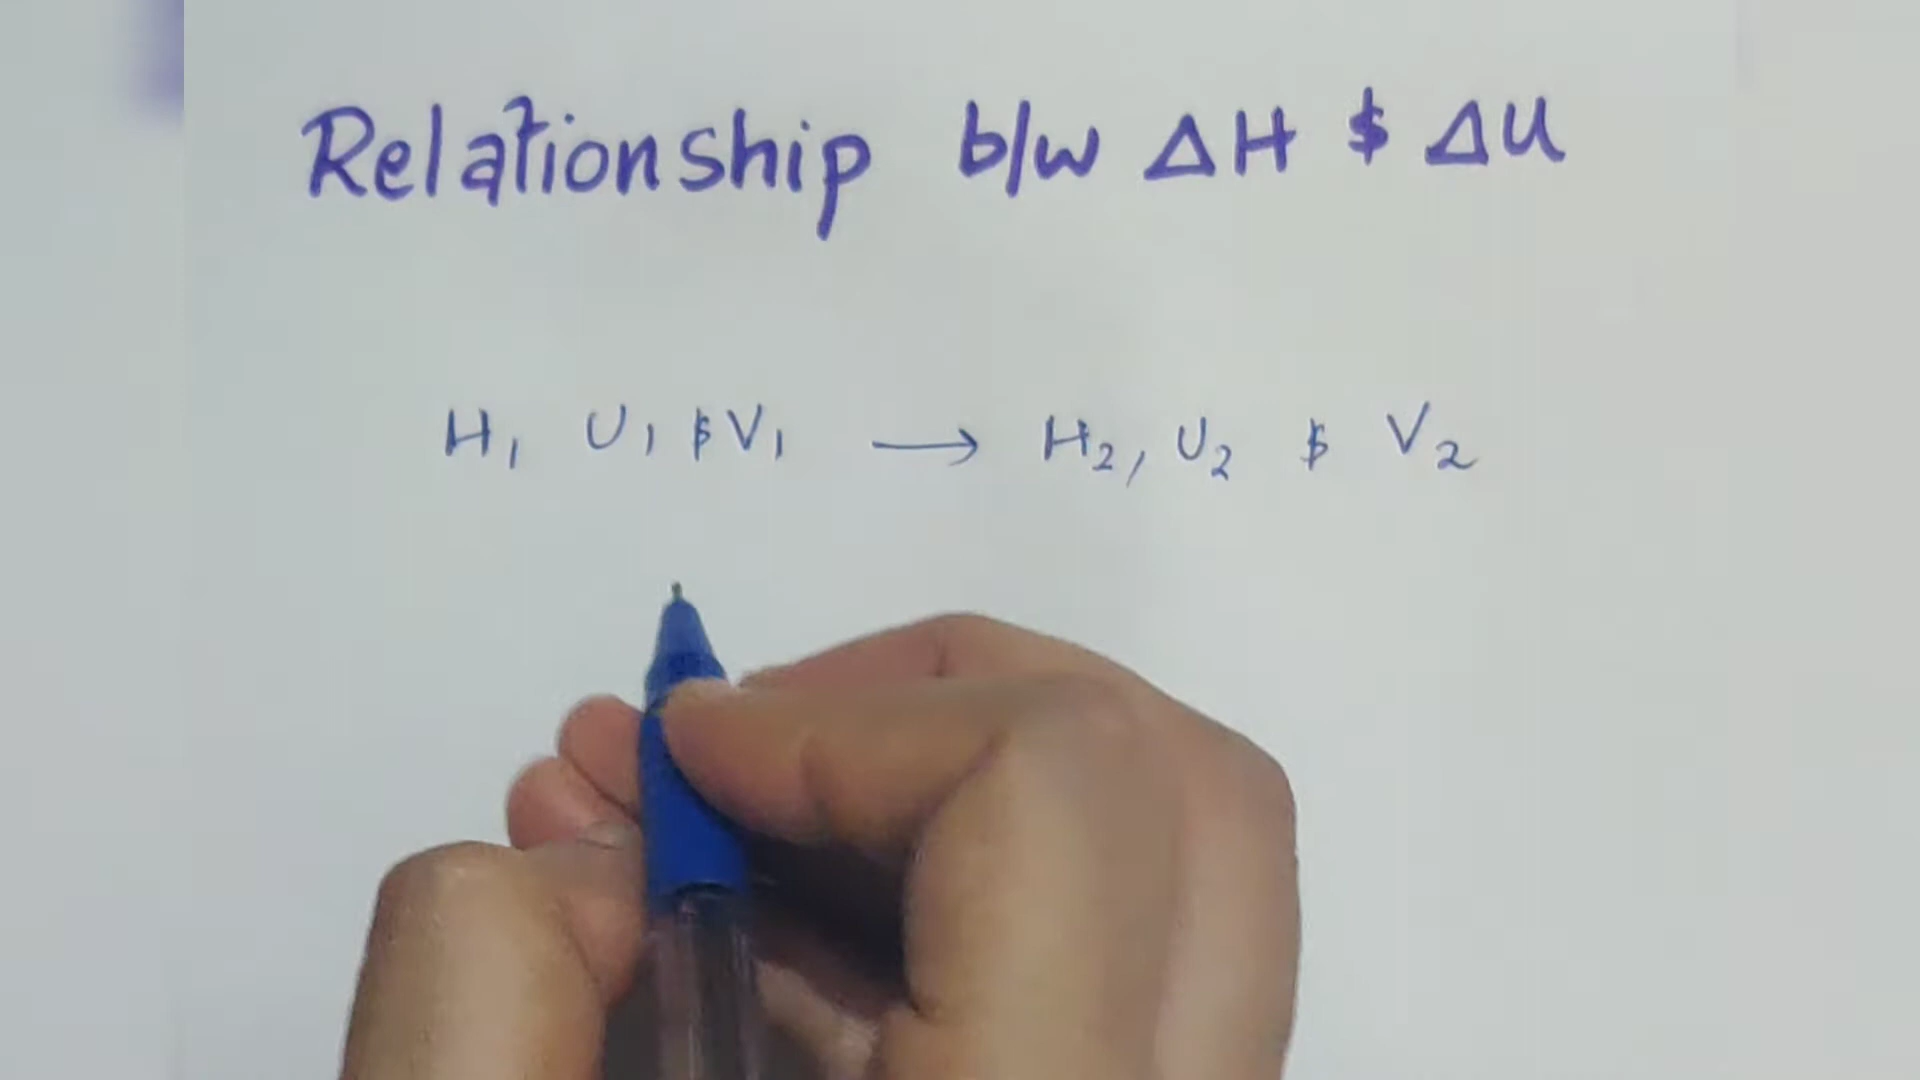 Relationship b/w ΔH $ ΔU
H₁ U₁ $ V₁ → H₂, U₂ $ V₂